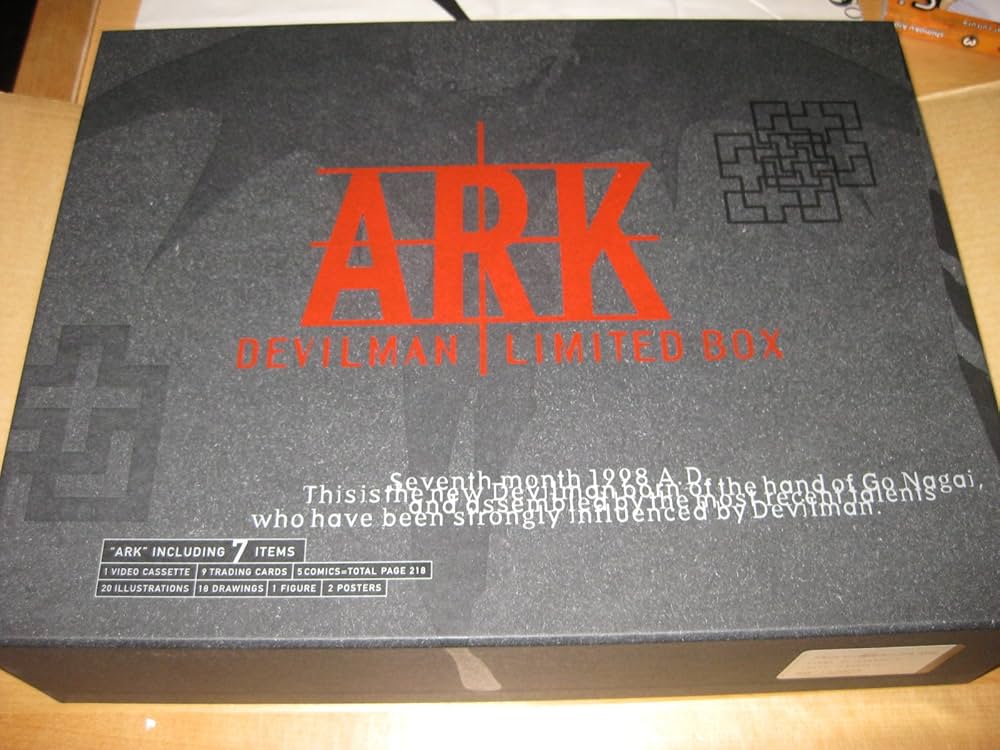 ARK
DEVILMAN LIMITED BOX
Seventh-month 1998 A.D.
This is the new Devilman born of the hand of Go Nagai,
and assembled by the most recent talents
who have been strongly influenced by Devilman.
"ARK" INCLUDING 7 ITEMS
1 VIDEO CASSETTE 9 TRADING CARDS 5 COMICS=TOTAL PAGE 218
20 ILLUSTRATIONS 18 DRAWINGS 1 FIGURE 2 POSTERS